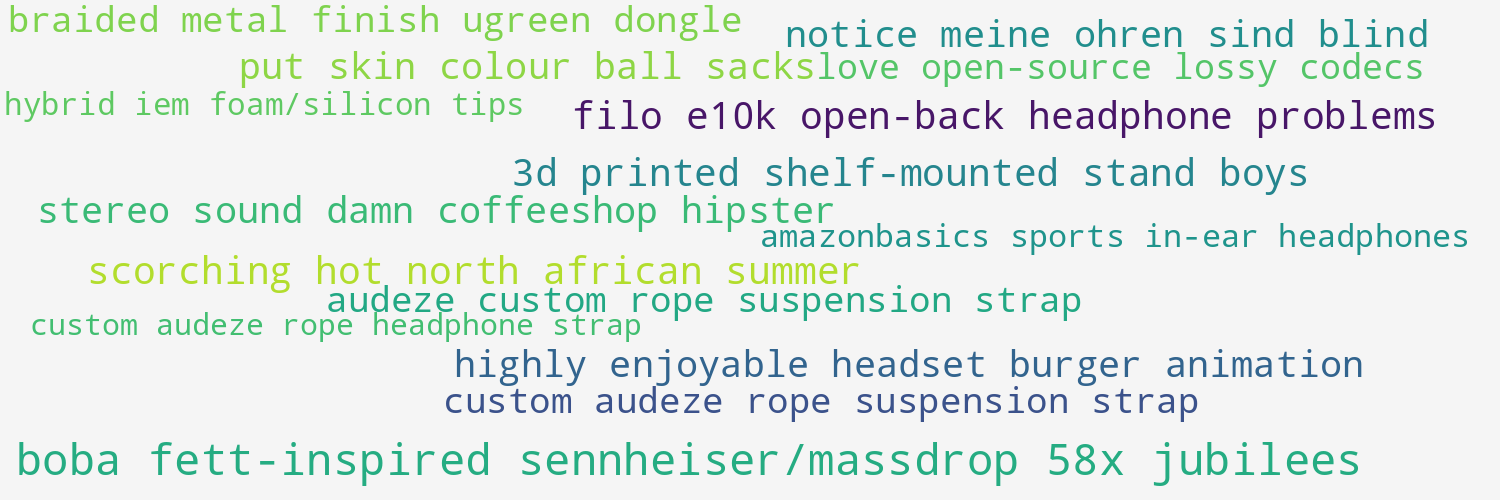 braided metal finish ugreen dongle
notice meine ohren sind blind
put skin colour ball sacks
love open-source lossy codecs
hybrid iem foam/silicon tips
filo e10k open-back headphone problems
3d printed shelf-mounted stand boys
stereo sound damn coffeeshop hipster
amazonbasics sports in-ear headphones
scorching hot north african summer
audeze custom rope suspension strap
custom audeze rope headphone strap
highly enjoyable headset burger animation
custom audeze rope suspension strap
boba fett-inspired sennheiser/massdrop 58x jubilees